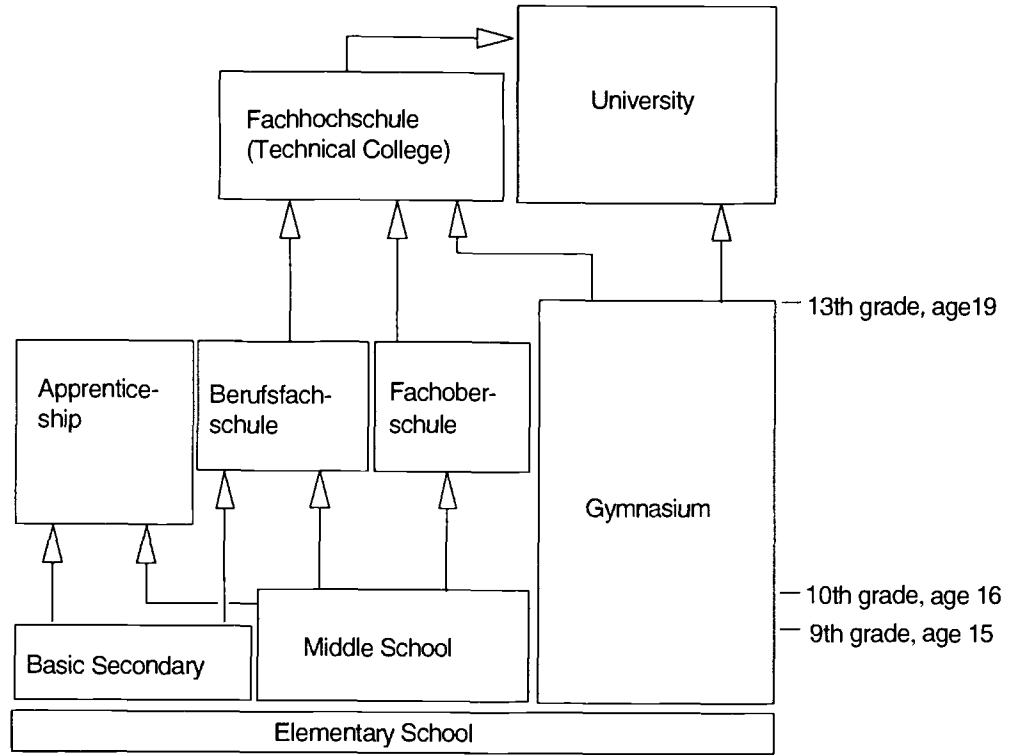 University
Fachhochschule
(Technical College)
13th grade, age19
Apprentice-
ship
Berufsfach-
schule
Fachober-
schule
Gymnasium
10th grade, age 16
9th grade, age 15
Middle School
Basic Secondary
Elementary School